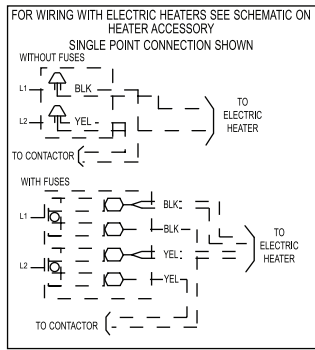 FOR WIRING WITH ELECTRIC HEATERS SEE SCHEMATIC ON
HEATER ACCESSORY
SINGLE POINT CONNECTION SHOWN
WITHOUT FUSES
L1
BLK
L2
YEL
TO
ELECTRIC
HEATER
TO CONTACTOR
WITH FUSES
BLK
L1
BLK
YEL
L2
YEL
TO
ELECTRIC
HEATER
TO CONTACTOR